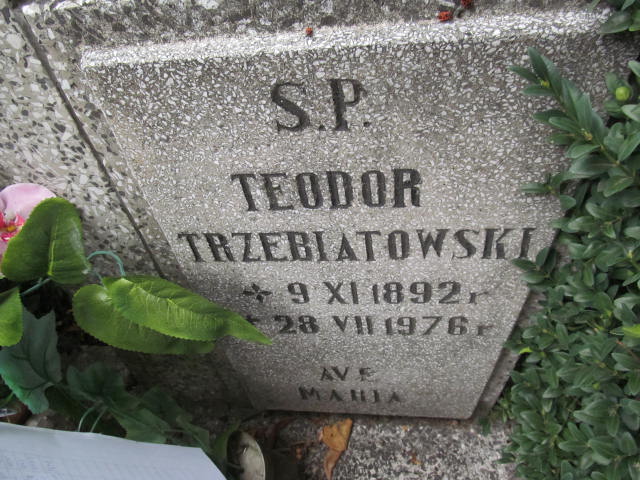 S.P.
TEODOR
TRZEBIATOWSKI
* 9 XI 1892 r
28 VII 1976 r
AVE
MARIA